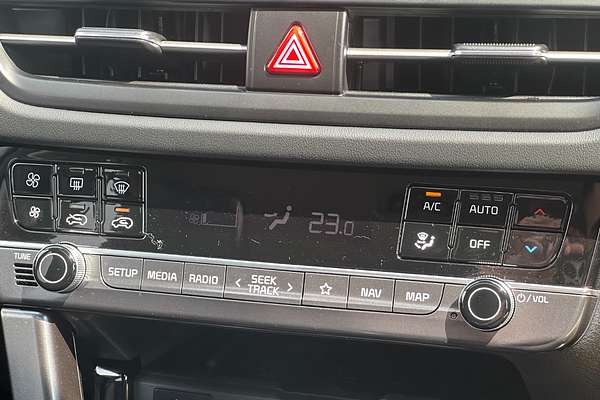 A/C
AUTO
23.0
OFF
TUNE
SETUP
MEDIA
RADIO
SEEK
TRACK
NAV
MAP
/VOL